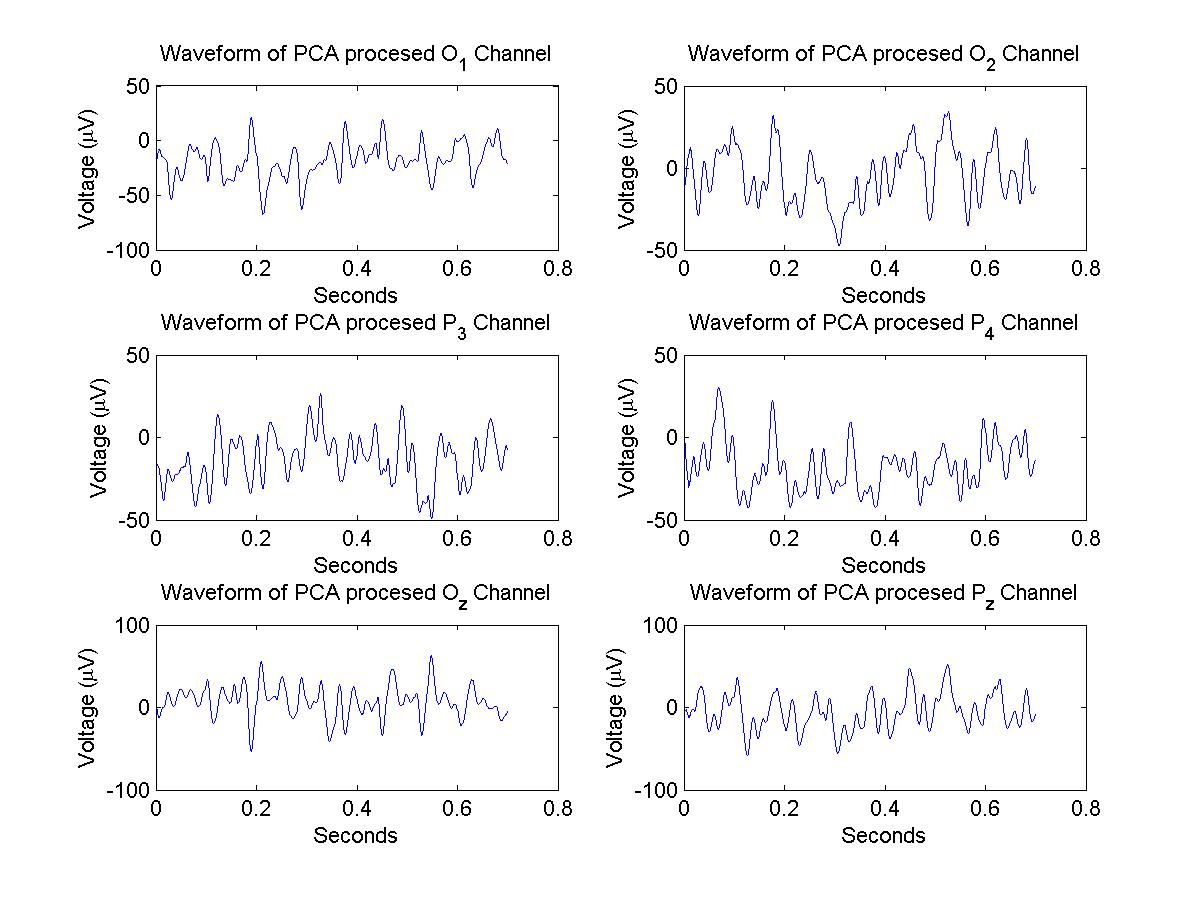 Waveform of PCA procesed O₁ Channel
50
0
-50
-100
Voltage (μV)
0 0.2 0.4 0.6 0.8
Seconds
Waveform of PCA procesed O₂ Channel
50
0
-50
Voltage (μV)
0 0.2 0.4 0.6 0.8
Seconds
Waveform of PCA procesed P₃ Channel
50
0
-50
Voltage (μV)
0 0.2 0.4 0.6 0.8
Seconds
Waveform of PCA procesed P₄ Channel
50
0
-50
Voltage (μV)
0 0.2 0.4 0.6 0.8
Seconds
Waveform of PCA procesed O_z Channel
100
0
-100
Voltage (μV)
0 0.2 0.4 0.6 0.8
Seconds
Waveform of PCA procesed P_z Channel
100
0
-100
Voltage (μV)
0 0.2 0.4 0.6 0.8
Seconds